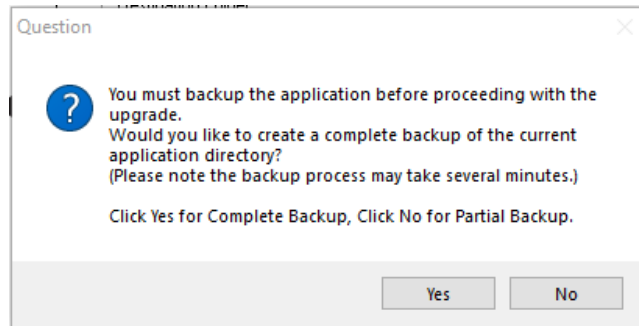 Question
You must backup the application before proceeding with the
upgrade.
Would you like to create a complete backup of the current
application directory?
(Please note the backup process may take several minutes.)
Click Yes for Complete Backup, Click No for Partial Backup.
Yes No